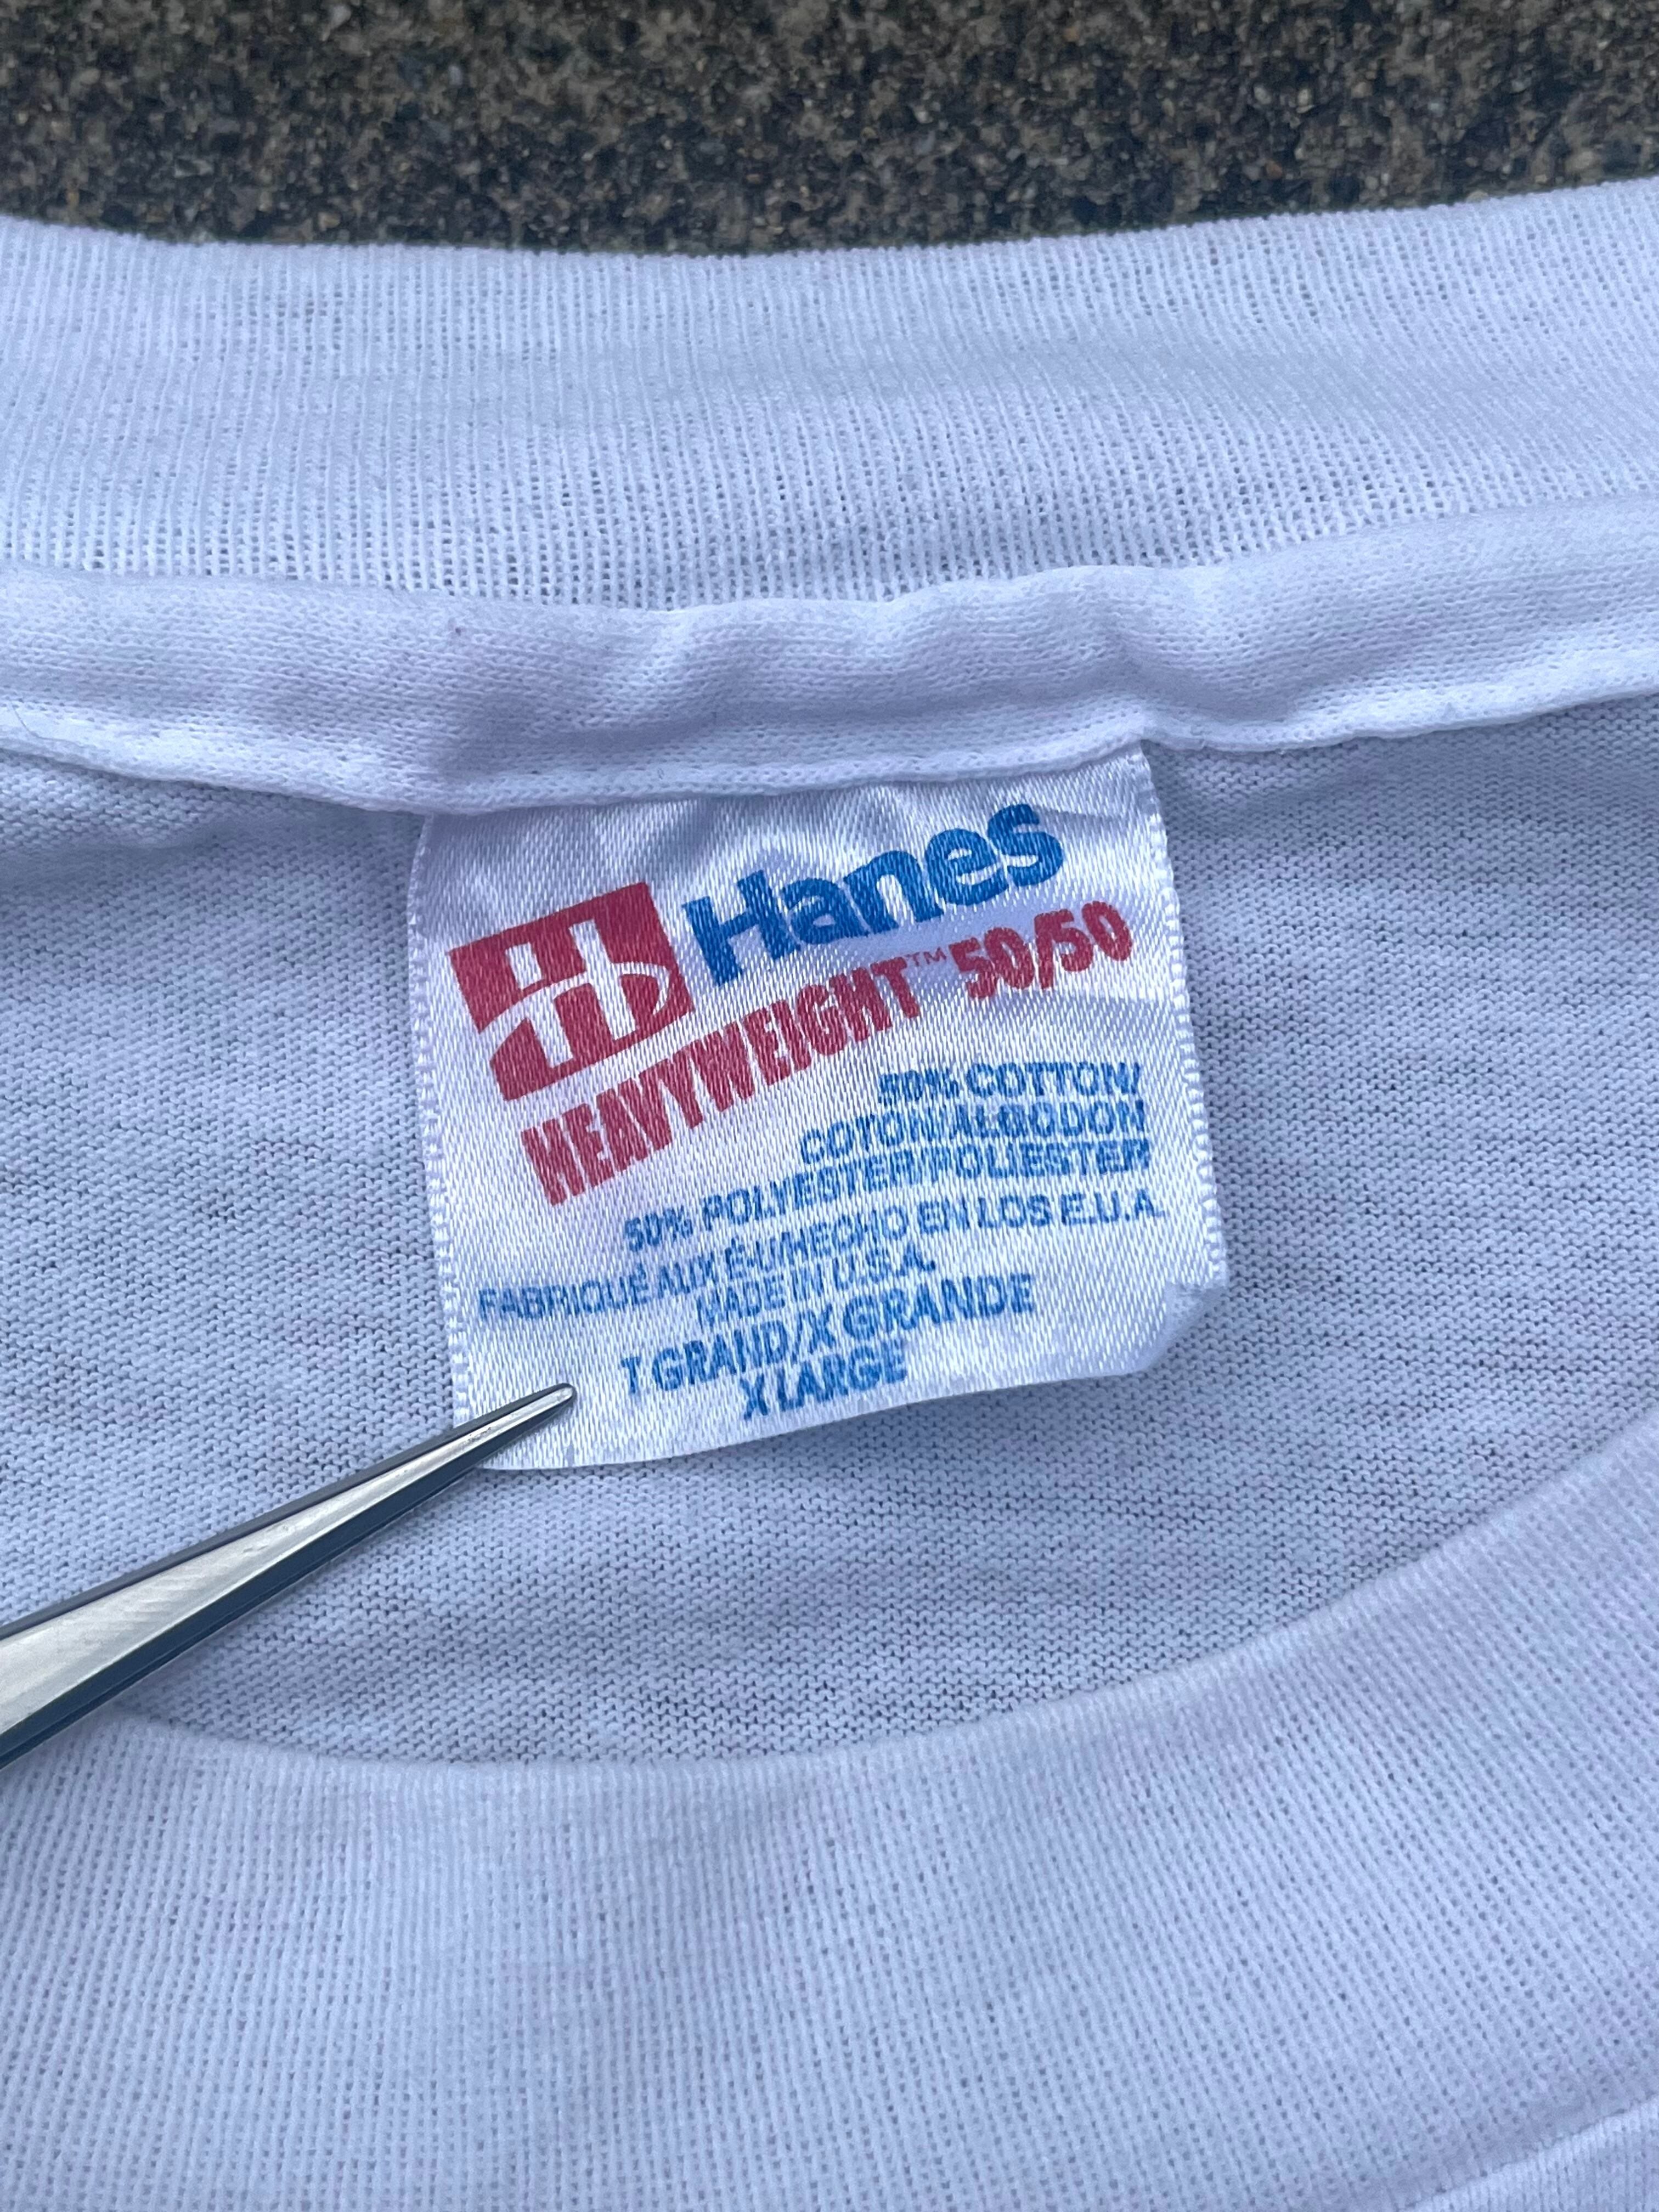 Hanes
HEAVYWEIGHT™ 50/50
50% COTTON/
COTON/ALGODON
50% POLYESTER/POLIESTER
FABRIQUÉ AUX É-U/HECHO EN LOS E.U.A.
MADE IN U.S.A.
T GRAND/X GRANDE
X LARGE